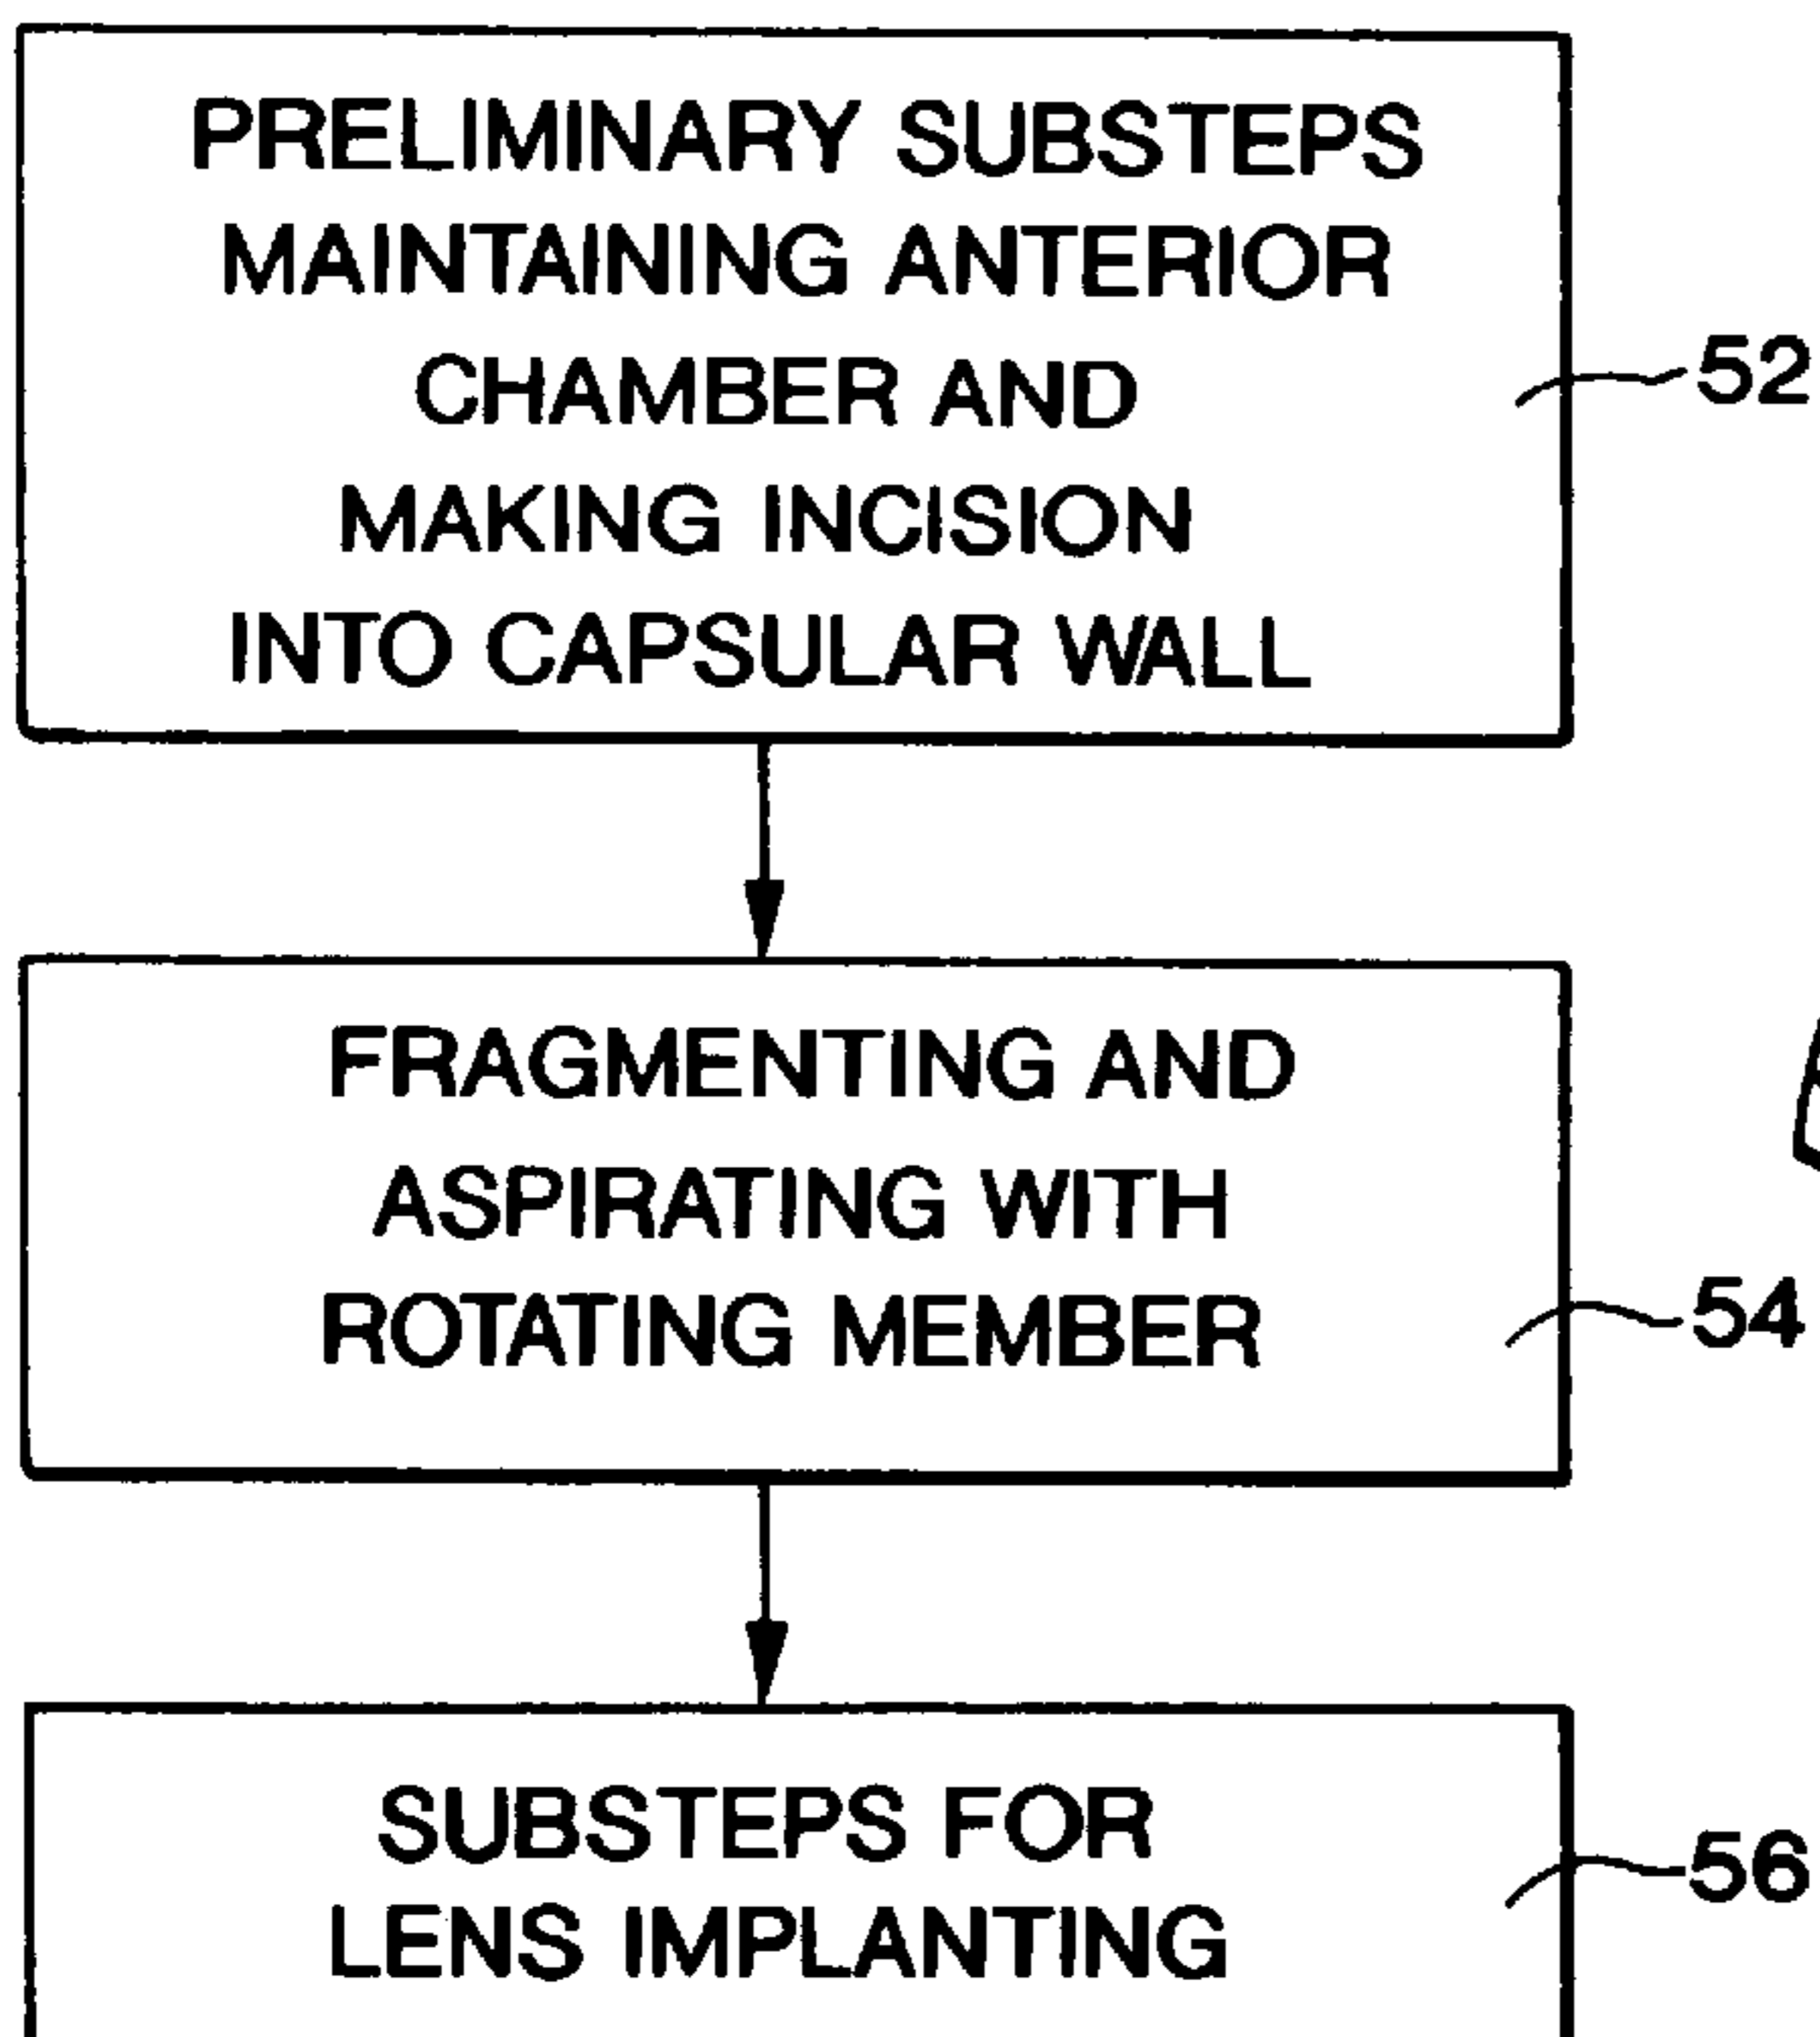 PRELIMINARY SUBSTEPS
MAINTAINING ANTERIOR
CHAMBER AND
MAKING INCISION
INTO CAPSULAR WALL
52
FRAGMENTING AND
ASPIRATING WITH
ROTATING MEMBER
54
SUBSTEPS FOR
LENS IMPLANTING
56